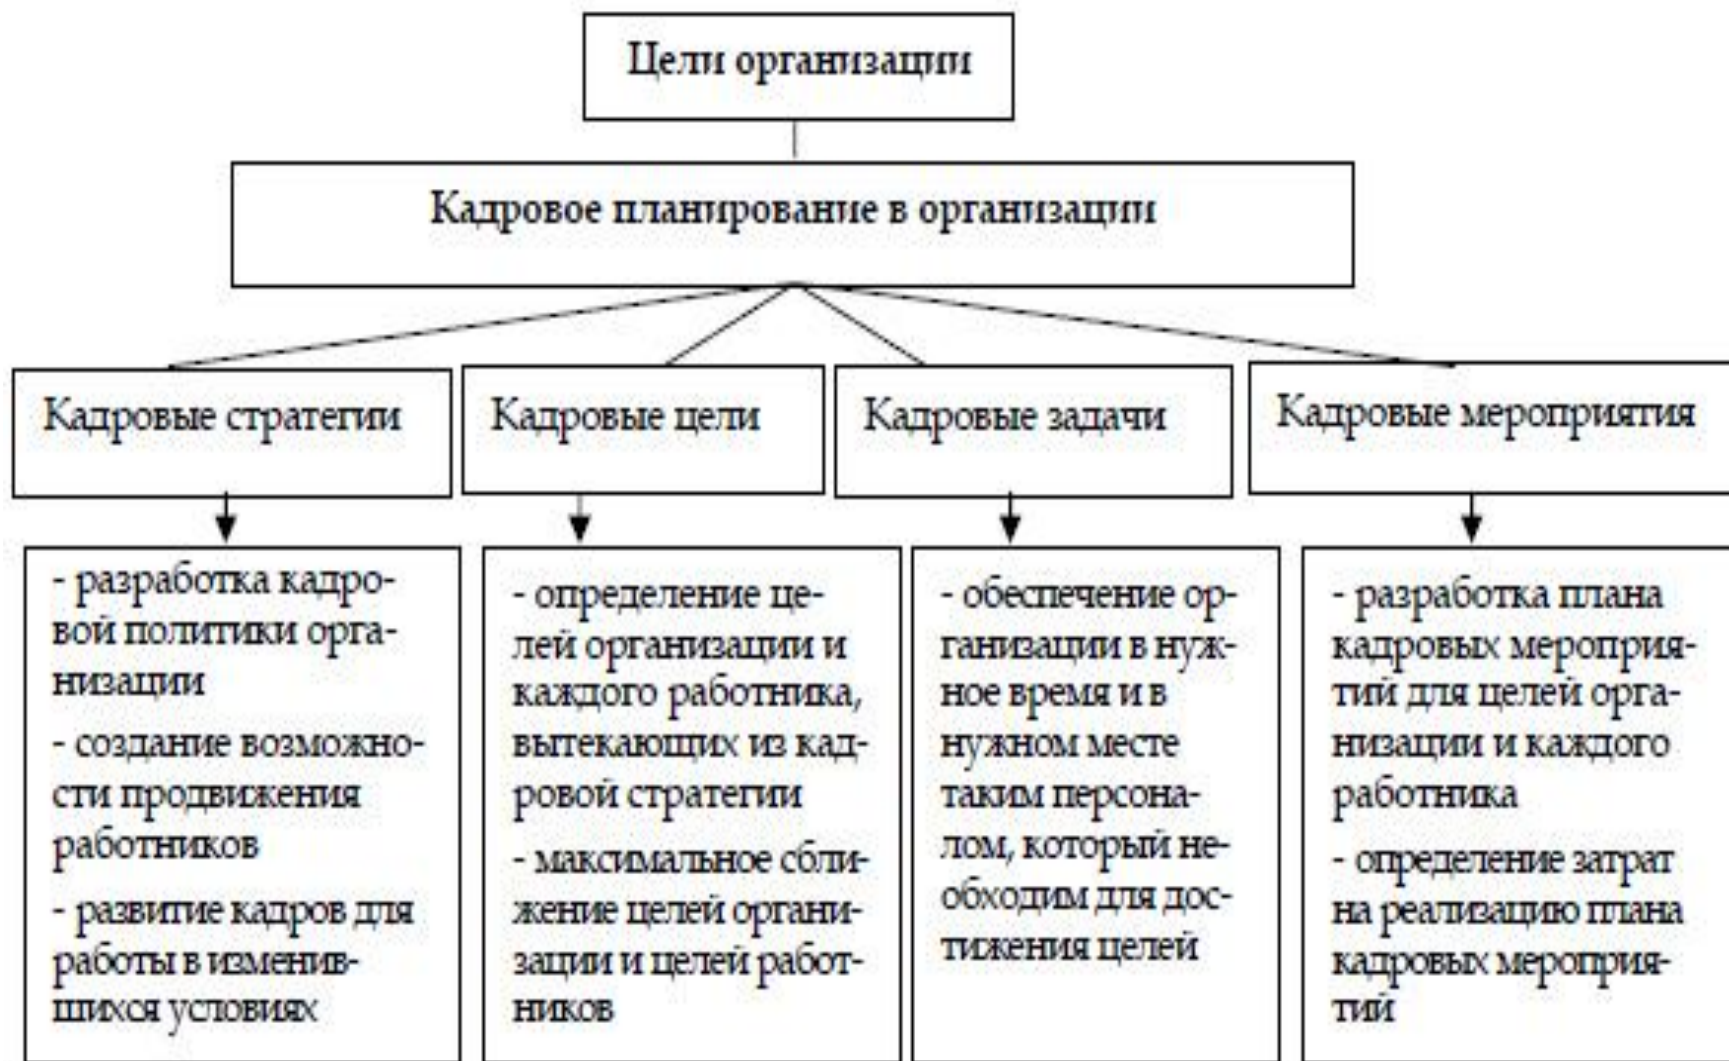 Цели организации
Кадровое планирование в организации
Кадровые стратегии
Кадровые цели
Кадровые задачи
Кадровые мероприятия
- разработка кадро-
вой политики орга-
низации
- создание возможно-
сти продвижения
работников
- развитие кадров для
работы в изменив-
шихся условиях
- определение це-
лей организации и
каждого работника,
вытекающих из кад-
ровой стратегии
- максимальное сбли-
жение целей органи-
зации и целей работ-
ников
- обеспечение ор-
ганизации в нуж-
ное время и в
нужном месте
таким персона-
лом, который не-
обходим для дос-
тижения целей
- разработка плана
кадровых мероприя-
тий для целей орга-
низации и каждого
работника
- определение затрат
на реализацию плана
кадровых мероприя-
тий